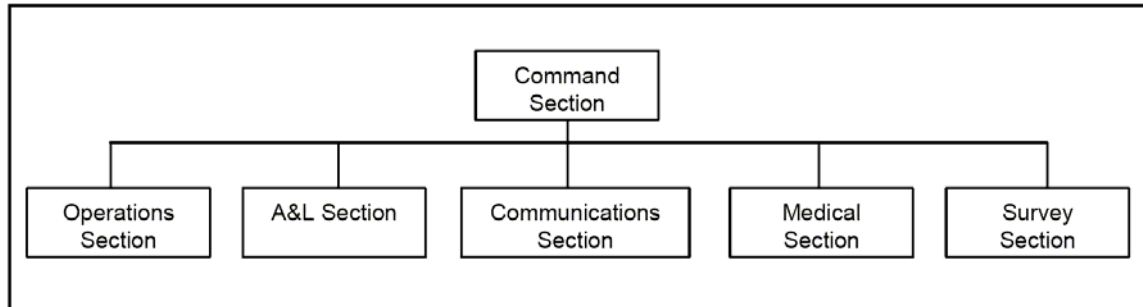 Command
Section
Operations
Section
A&L Section
Communications
Section
Medical
Section
Survey
Section